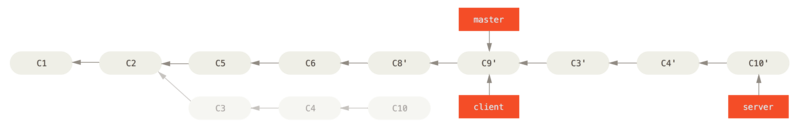 master
C1 C2 C5 C6 C8' C9' C3' C4' C10'
C3 C4 C10 client server